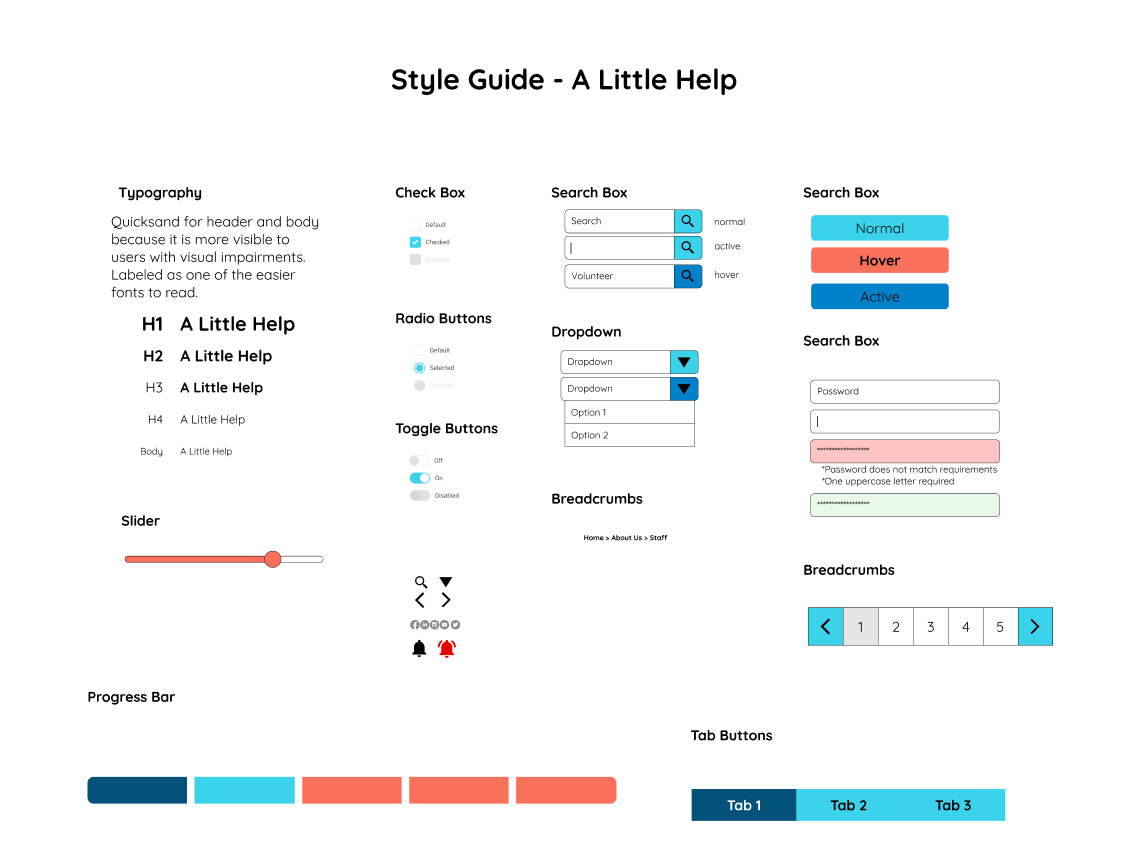 Style Guide - A Little Help
Typography
Quicksand for header and body
because it is more visible to
users with visual impairments.
Labeled as one of the easier
fonts to read.
H1 A Little Help
H2 A Little Help
H3 A Little Help
H4 A Little Help
Body A Little Help
Slider
Check Box
Default
Checked
Disabled
Radio Buttons
Default
Selected
Disabled
Toggle Buttons
Off
On
Disabled
Search Box
Search normal
active
Volunteer hover
Dropdown
Dropdown
Dropdown
Option 1
Option 2
Breadcrumbs
Home > About Us > Staff
Search Box
Normal
Hover
Active
Search Box
Password
******************
*Password does not match requirements
*One uppercase letter required
******************
Breadcrumbs
1 2 3 4 5
Progress Bar
Tab Buttons
Tab 1 Tab 2 Tab 3